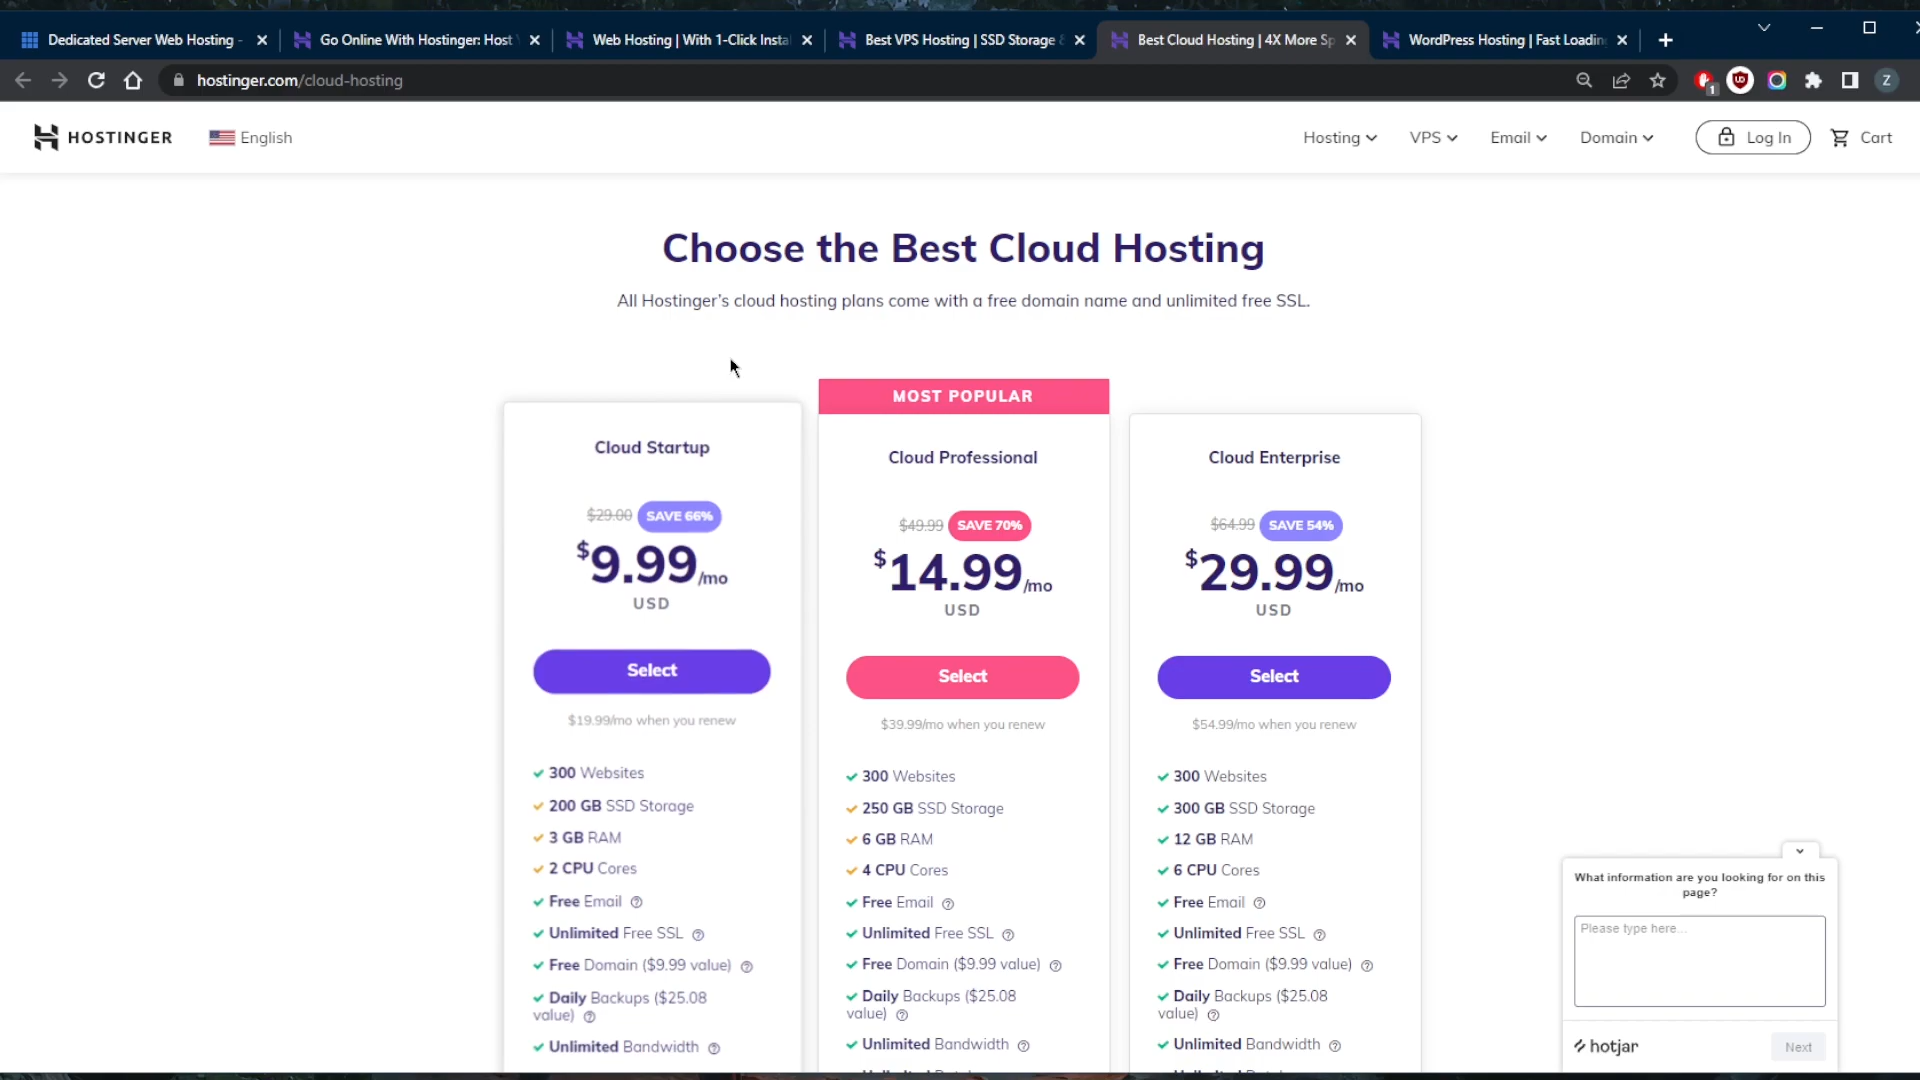 Dedicated Server Web Hosting -
Go Online With Hostinger: Host
Web Hosting | With 1-Click Insta
Best VPS Hosting | SSD Storage &
Best Cloud Hosting | 4X More Sp
WordPress Hosting | Fast Loadin
hostinger.com/cloud-hosting
1
Z
HOSTINGER
English
Hosting
VPS
Email
Domain
Log In
Cart
Choose the Best Cloud Hosting
All Hostinger's cloud hosting plans come with a free domain name and unlimited free SSL.
Cloud Startup
$29.00 SAVE 66%
$9.99/mo
USD
Select
$19.99/mo when you renew
300 Websites
200 GB SSD Storage
3 GB RAM
2 CPU Cores
Free Email
Unlimited Free SSL
Free Domain ($9.99 value)
Daily Backups ($25.08
value)
Unlimited Bandwidth
MOST POPULAR
Cloud Professional
$49.99 SAVE 70%
$14.99/mo
USD
Select
$39.99/mo when you renew
300 Websites
250 GB SSD Storage
6 GB RAM
4 CPU Cores
Free Email
Unlimited Free SSL
Free Domain ($9.99 value)
Daily Backups ($25.08
value)
Unlimited Bandwidth
Cloud Enterprise
$64.99 SAVE 54%
$29.99/mo
USD
Select
$54.99/mo when you renew
300 Websites
300 GB SSD Storage
12 GB RAM
6 CPU Cores
Free Email
Unlimited Free SSL
Free Domain ($9.99 value)
Daily Backups ($25.08
value)
Unlimited Bandwidth
What information are you looking for on this
page?
Please type here...
hotjar
Next